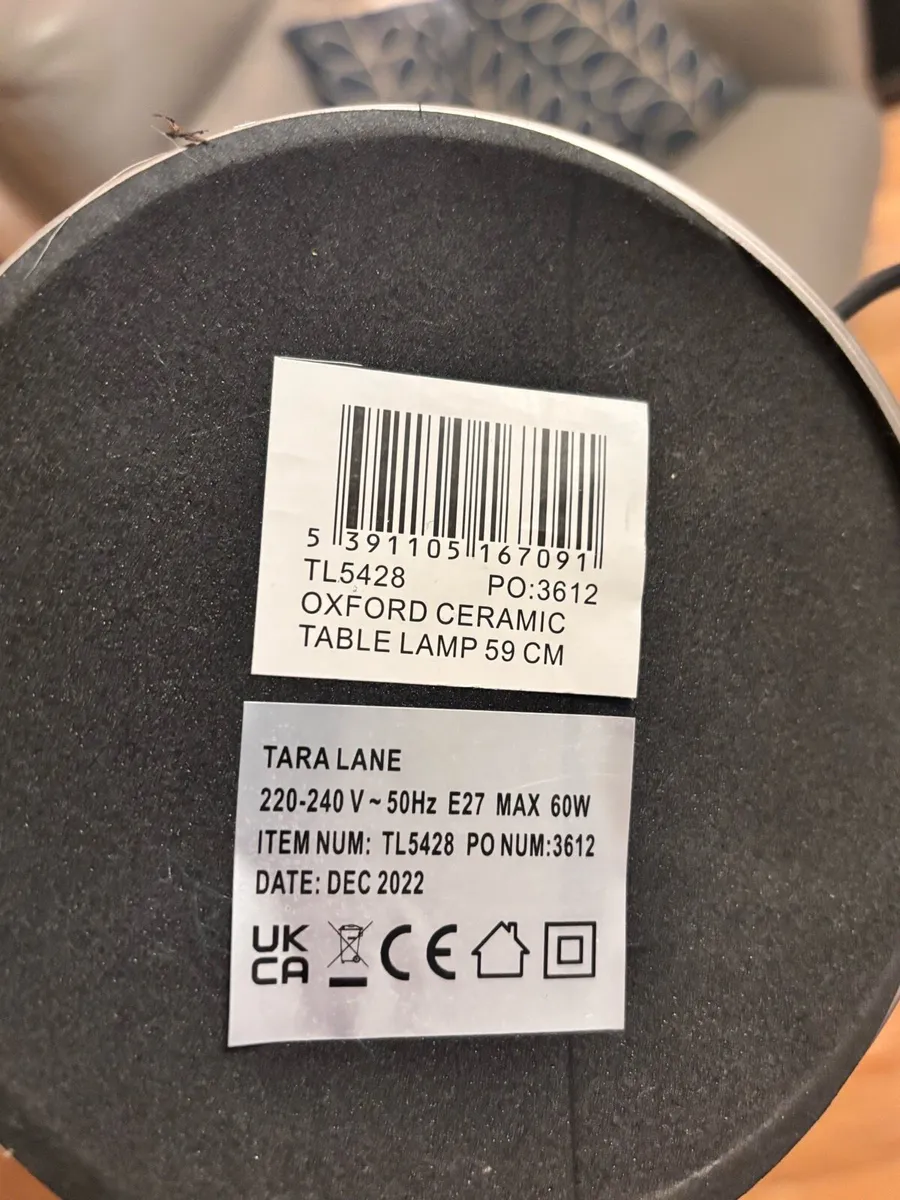 5 391105 167091
TL5428 PO:3612
OXFORD CERAMIC
TABLE LAMP 59 CM
TARA LANE
220-240 V ~ 50Hz E27 MAX 60W
ITEM NUM: TL5428 PO NUM:3612
DATE: DEC 2022
UK
CA CE